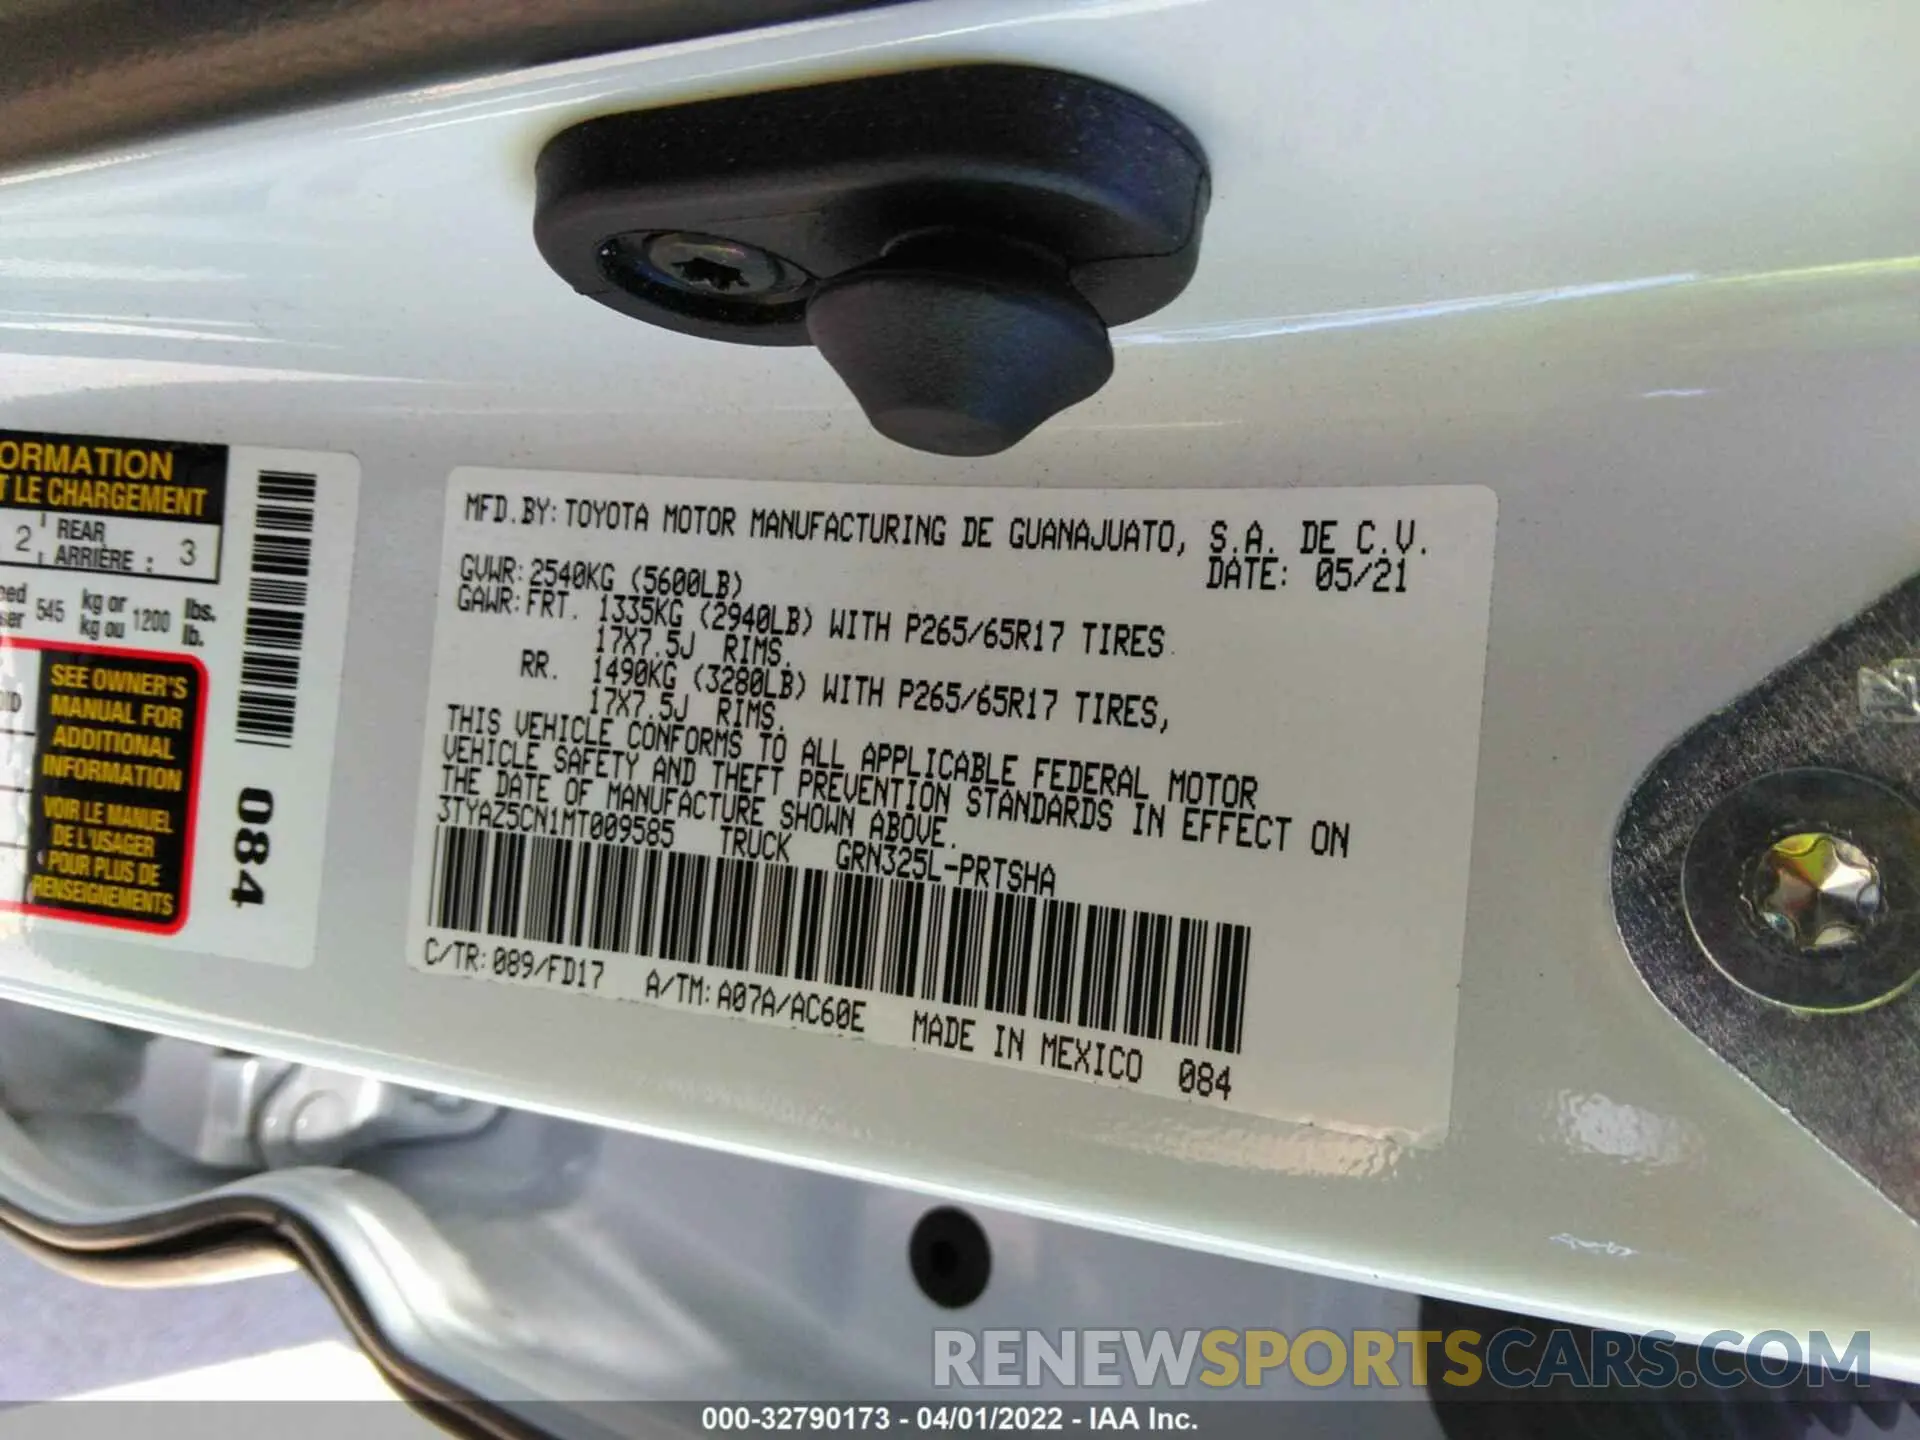 ORMATION
T LE CHARGEMENT
2 REAR
ARRIÈRE : 3
545 kg or 1200 lbs.
kg ou lb.
SEE OWNER'S
MANUAL FOR
ADDITIONAL
INFORMATION
VOIR LE MANUEL
DE L'USAGER
POUR PLUS DE
RENSEIGNEMENTS
084
MFD.BY:TOYOTA MOTOR MANUFACTURING DE GUANAJUATO, S.A. DE C.V.
GVWR:2540KG (5600LB) DATE: 05/21
GAWR:FRT. 1335KG (2940LB) WITH P265/65R17 TIRES
17X7.5J RIMS.
RR. 1490KG (3280LB) WITH P265/65R17 TIRES,
17X7.5J RIMS.
THIS VEHICLE CONFORMS TO ALL APPLICABLE FEDERAL MOTOR
VEHICLE SAFETY AND THEFT PREVENTION STANDARDS IN EFFECT ON
THE DATE OF MANUFACTURE SHOWN ABOVE.
3TYAZ5CN1MT009585 TRUCK GRN325L-PRTSHA
C/TR:089/FD17 A/TM:A07A/AC60E MADE IN MEXICO 084
RENEWSPORTSCARS.COM
000-32790173 - 04/01/2022 - IAA Inc.